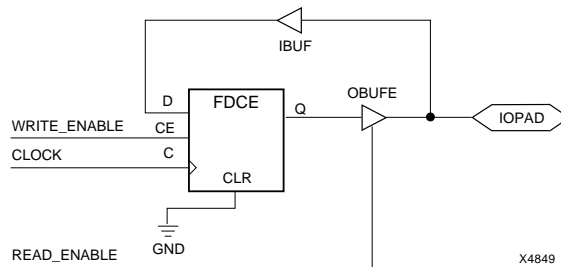 IBUF
D
FDCE
Q
OBUFE
WRITE_ENABLE
CE
IOPAD
CLOCK
C
CLR
GND
READ_ENABLE
X4849